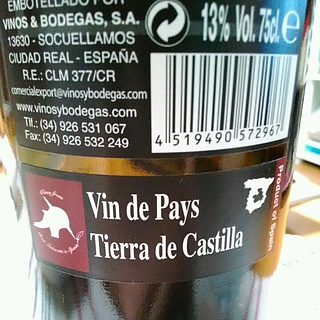 EMBOTELLADO POR
VINOS & BODEGAS, S.A.
13630 - SOCUELLAMOS
CIUDAD REAL - ESPAÑA
R.E.: CLM 377/CR
comercialexport@vinosybodegas.com
www.vinosybodegas.com
Tlf.: (34) 926 531 067
Fax: (34) 926 532 249
13% Vol. 75cl. e
4 519490 572967
Vin de Pays
Tierra de Castilla
Product of Spain